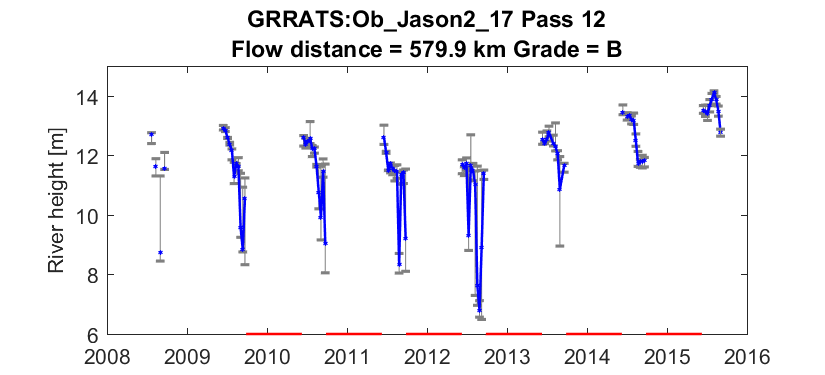 GRRATS:Ob_Jason2_17 Pass 12
Flow distance = 579.9 km Grade = B
River height [m]
14
12
10
8
6
2008 2009 2010 2011 2012 2013 2014 2015 2016